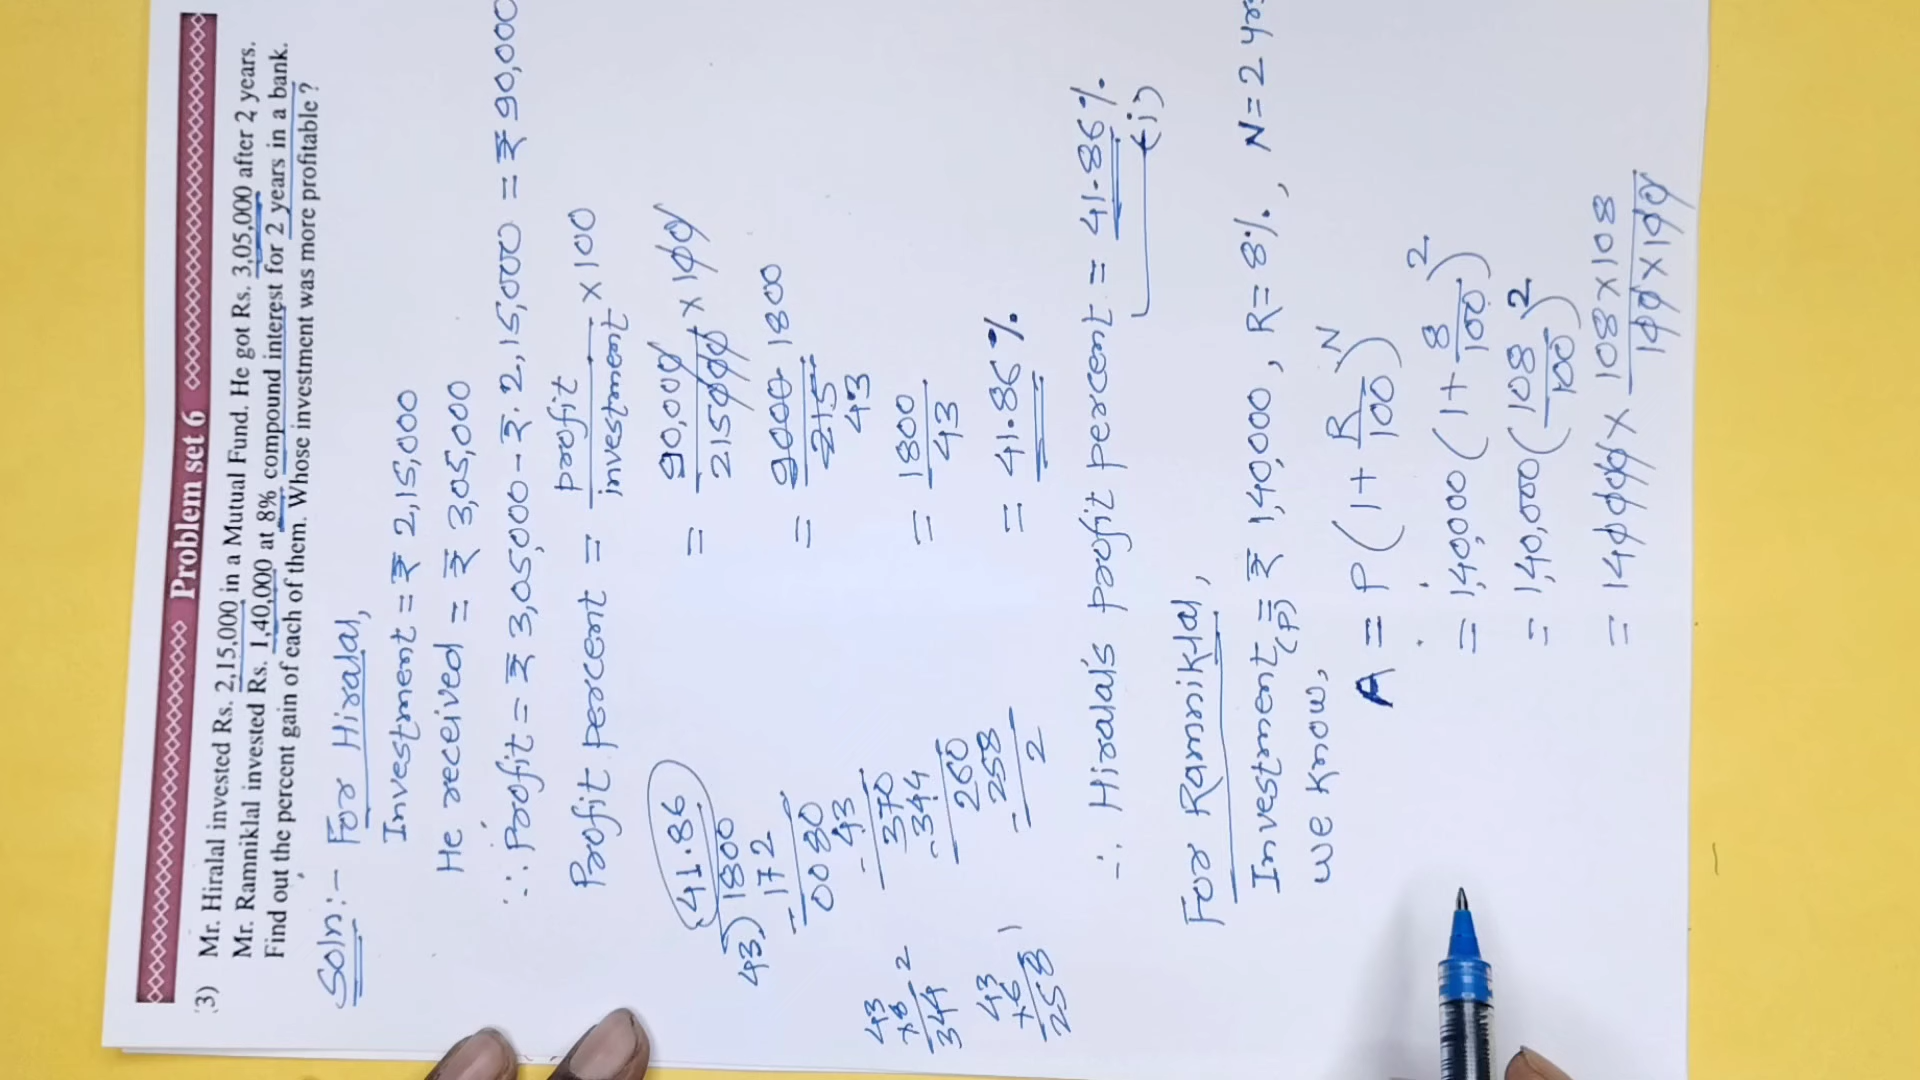 Problem set 6
(3) Mr. Hiralal invested Rs. 2,15,000 in a Mutual Fund. He got Rs. 3,05,000 after 2 years.
Mr. Ramniklal invested Rs. 1,40,000 at 8% compound interest for 2 years in a bank.
Find out the percent gain of each of them. Whose investment was more profitable ?
Soln:- For Hiralal,
Investment = ₹ 2,15,000
He received = ₹ 3,05,000
∴ Profit = ₹ 3,05,000 - ₹. 2,15,000 = ₹ 90,000
Profit percent = profit/investment × 100
= 90,000/215000 × 100
= 9000 1800/215 43
= 1800/43
= 41.86 %
41.86
43)1800
-172
0080
-43
370
-344
260
-258
2
43
×8
344
2
43
×6
258
1
∴ Hiralal's profit percent = 41.86%.
(i)
For Ramniklal,
Investment (P) = ₹ 1,40,000, R = 8%, N = 2 yrs
We know,
A = P(1 + R/100)^N
= 1,40,000(1 + 8/100)^2
= 1,40,000(108/100)^2
= 140000 × 108×108/100×100